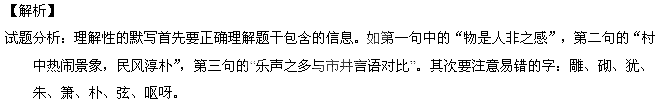 【解析】
试题分析：理解性的默写首先要正确理解题干包含的信息。如第一句中的“物是人非之感”，第二句的“村
中热闹景象，民风淳朴”，第三句的“乐声之多与市井言语对比”。其次要注意易错的字：雕、砌、犹、
朱、箫、朴、弦、呕呀。